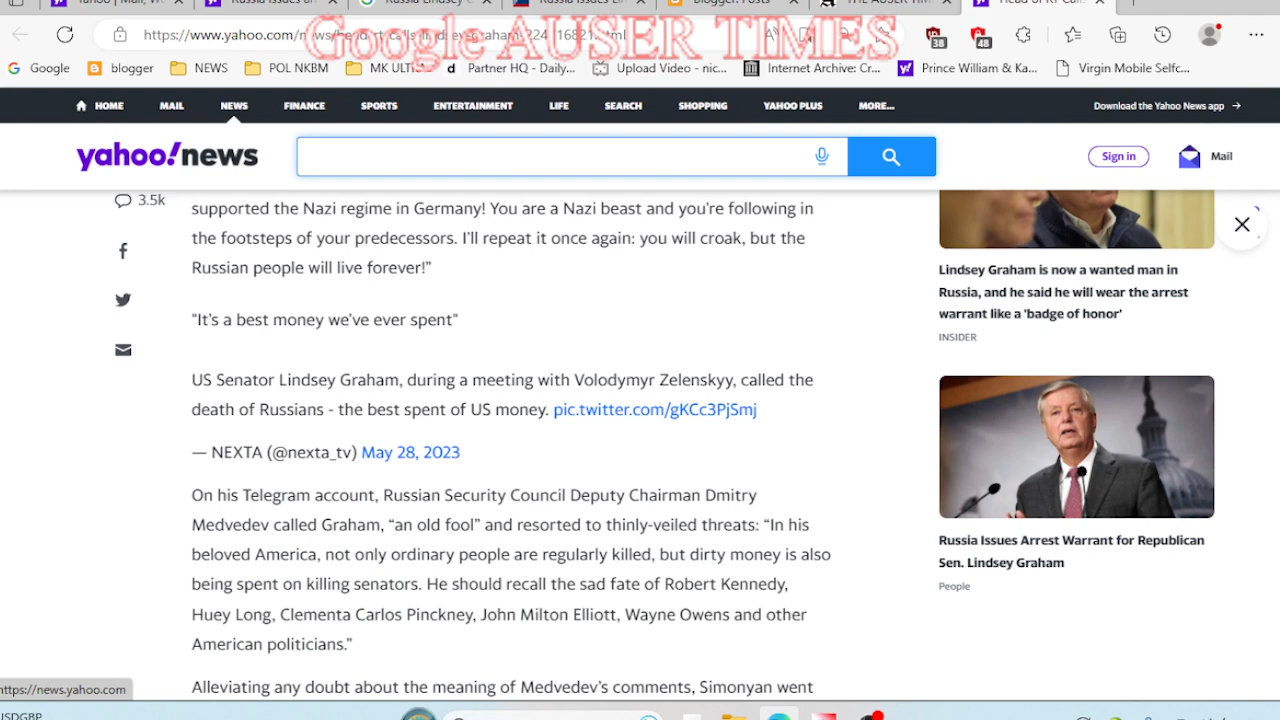 Google AUSER TIMES
https://www.yahoo.com/news/head-rt-calls-lindsey-graham-224
38
48
Google
blogger
NEWS
POL NKBM
MK ULTRA
Partner HQ - Daily...
Upload Video - nic...
Internet Archive: Cr...
Prince William & Ka...
Virgin Mobile Selfc...
HOME
MAIL
NEWS
FINANCE
SPORTS
ENTERTAINMENT
LIFE
SEARCH
SHOPPING
YAHOO PLUS
MORE...
Download the Yahoo News app
yahoo!news
Sign in
Mail
3.5k
supported the Nazi regime in Germany! You are a Nazi beast and you're following in
the footsteps of your predecessors. I'll repeat it once again: you will croak, but the
Russian people will live forever!”
"It's a best money we've ever spent"
US Senator Lindsey Graham, during a meeting with Volodymyr Zelenskyy, called the
death of Russians - the best spent of US money. pic.twitter.com/gKCc3PjSmj
— NEXTA (@nexta_tv) May 28, 2023
On his Telegram account, Russian Security Council Deputy Chairman Dmitry
Medvedev called Graham, “an old fool” and resorted to thinly-veiled threats: “In his
beloved America, not only ordinary people are regularly killed, but dirty money is also
being spent on killing senators. He should recall the sad fate of Robert Kennedy,
Huey Long, Clementa Carlos Pinckney, John Milton Elliott, Wayne Owens and other
American politicians.”
Alleviating any doubt about the meaning of Medvedev's comments, Simonyan went
Lindsey Graham is now a wanted man in
Russia, and he said he will wear the arrest
warrant like a 'badge of honor'
INSIDER
Russia Issues Arrest Warrant for Republican
Sen. Lindsey Graham
People
https://news.yahoo.com